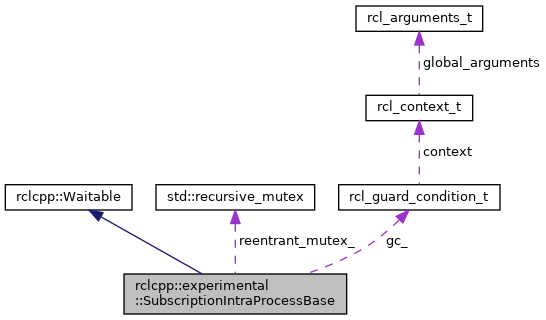 rcl_arguments_t
global_arguments
rcl_context_t
context
rclcpp::Waitable
std::recursive_mutex
rcl_guard_condition_t
reentrant_mutex_
gc_
rclcpp::experimental
::SubscriptionIntraProcessBase